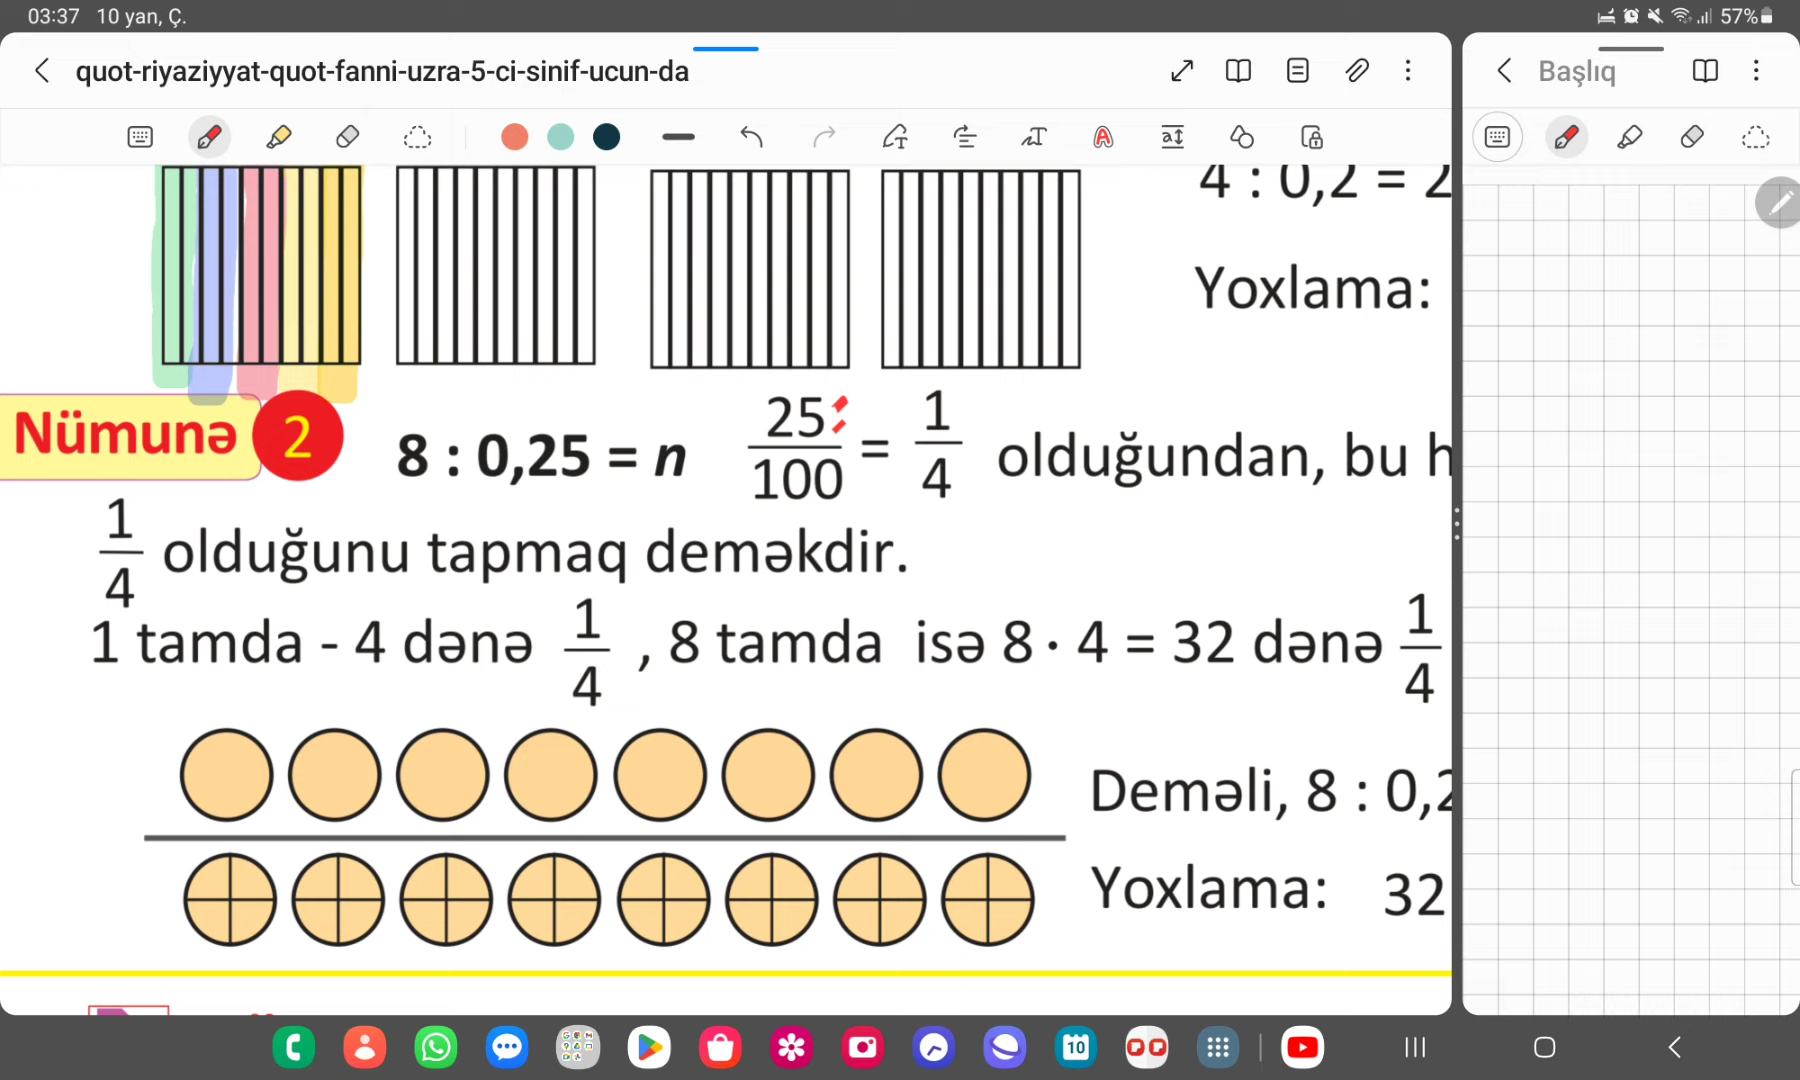 03:37 10 yan, Ç. 57%
quot-riyaziyyat-quot-fanni-uzra-5-ci-sinif-ucun-da
Başlıq
4 : 0,2 = 2
Yoxlama:
Nümunə 2 8 : 0,25 = n 25/100 = 1/4 olduğundan, bu h
1/4 olduğunu tapmaq deməkdir.
1 tamda - 4 dənə 1/4 , 8 tamda isə 8 · 4 = 32 dənə 1/4
Deməli, 8 : 0,2
Yoxlama: 32
10